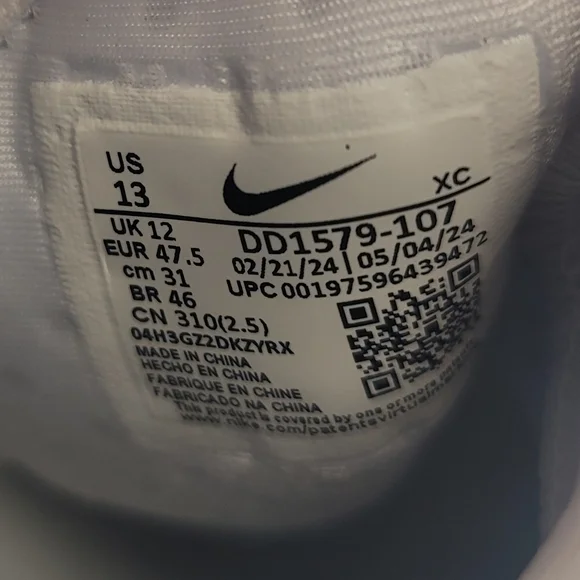 US
13
XC
UK 12
EUR 47.5
cm 31
BR 46
CN 310(2.5)
DD1579-107
02/21/24 | 05/04/24
UPC 00197596439472
04H3GZ2DKZYRX
MADE IN CHINA
HECHO EN CHINA
FABRIQUE EN CHINE
FABRICADO NA CHINA
This product is covered by one or more
www.nike.com/patents